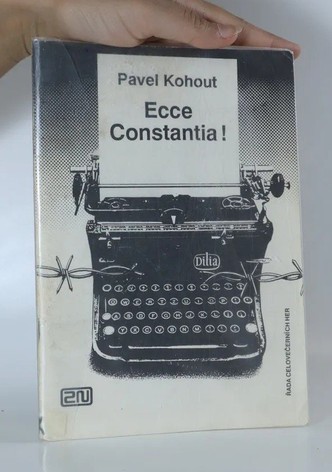 Pavel Kohout
Ecce
Constantia!
Dilia
ŘADA CELOVEČERNÍCH HER